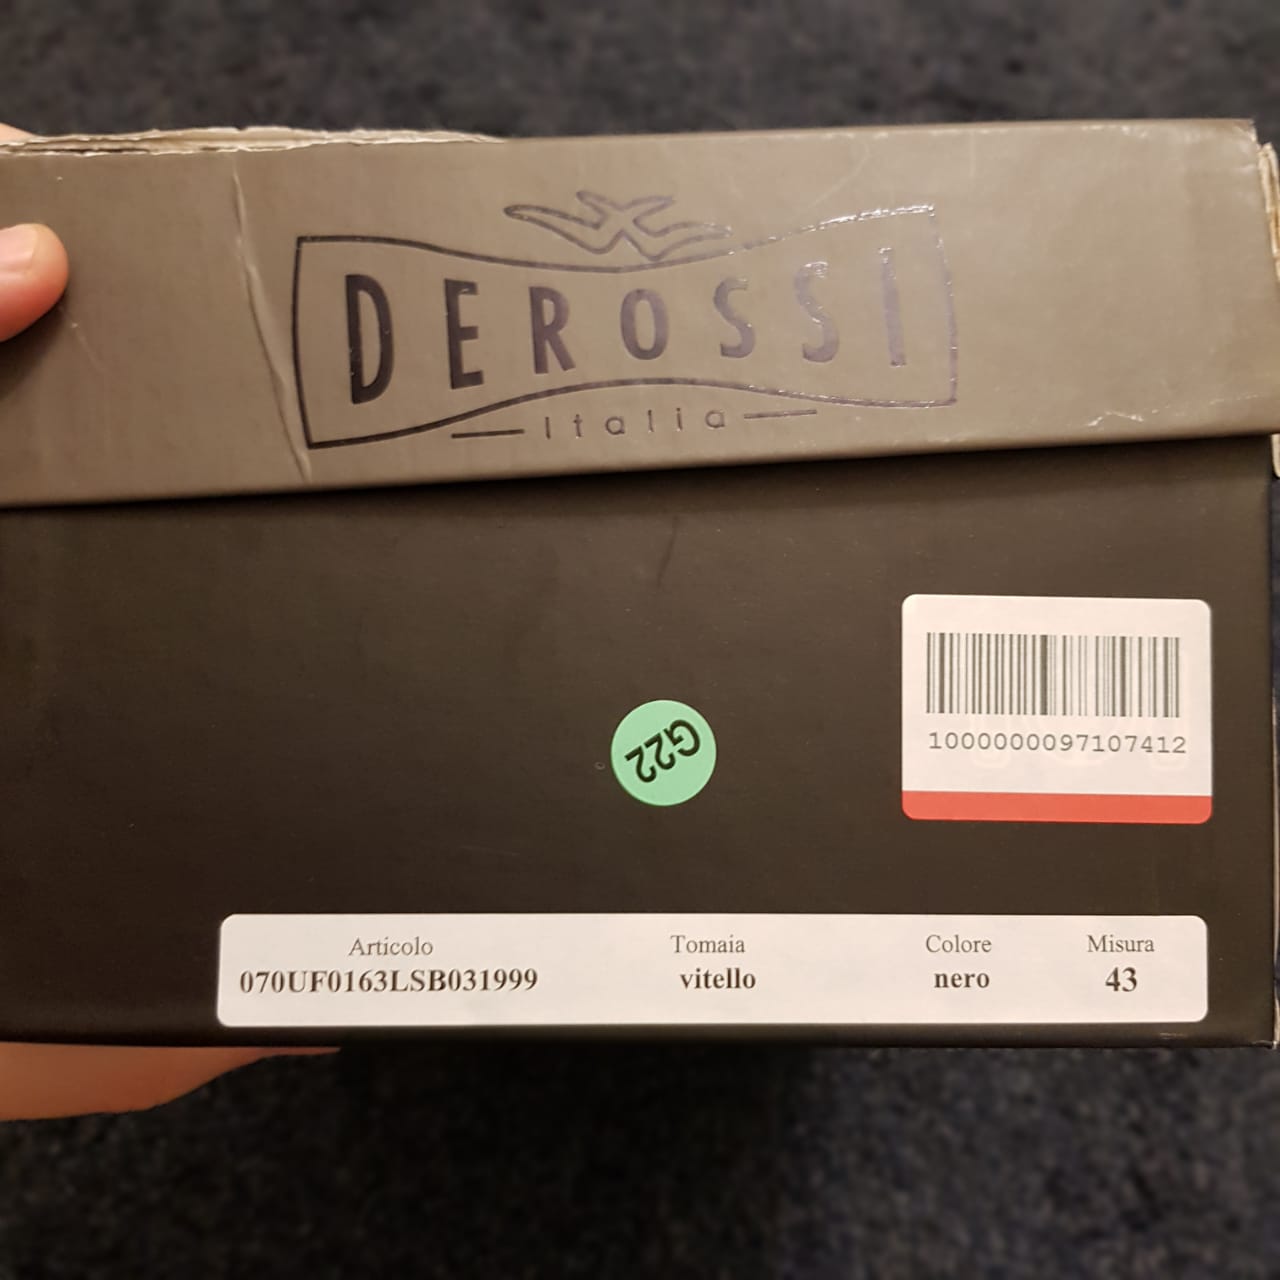 DEROSSI
Italia
G22
1000000097107412
Articolo Tomaia Colore Misura
070UF0163LSB031999 vitello nero 43